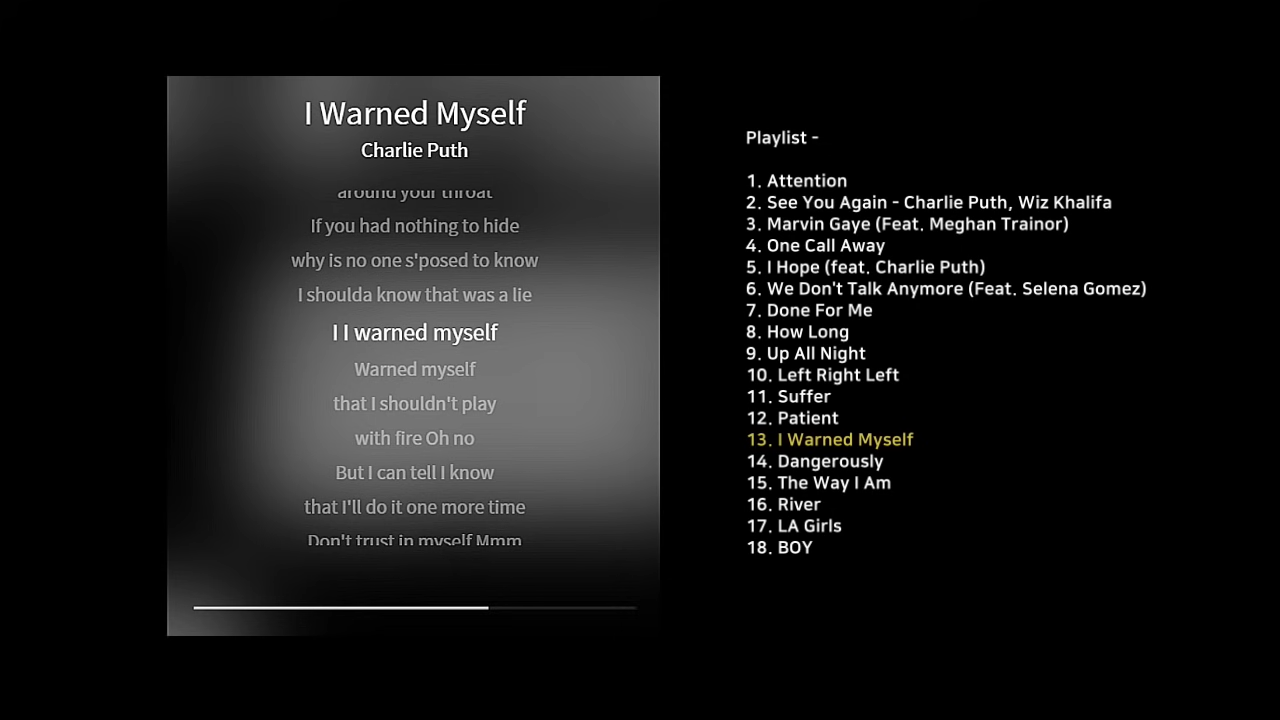 I Warned Myself
Charlie Puth
around your throat
If you had nothing to hide
why is no one s'posed to know
I shoulda know that was a lie
I I warned myself
Warned myself
that I shouldn't play
with fire Oh no
But I can tell I know
that I'll do it one more time
Don't trust in myself Mmm
Playlist -
1. Attention
2. See You Again - Charlie Puth, Wiz Khalifa
3. Marvin Gaye (Feat. Meghan Trainor)
4. One Call Away
5. I Hope (feat. Charlie Puth)
6. We Don't Talk Anymore (Feat. Selena Gomez)
7. Done For Me
8. How Long
9. Up All Night
10. Left Right Left
11. Suffer
12. Patient
13. I Warned Myself
14. Dangerously
15. The Way I Am
16. River
17. LA Girls
18. BOY